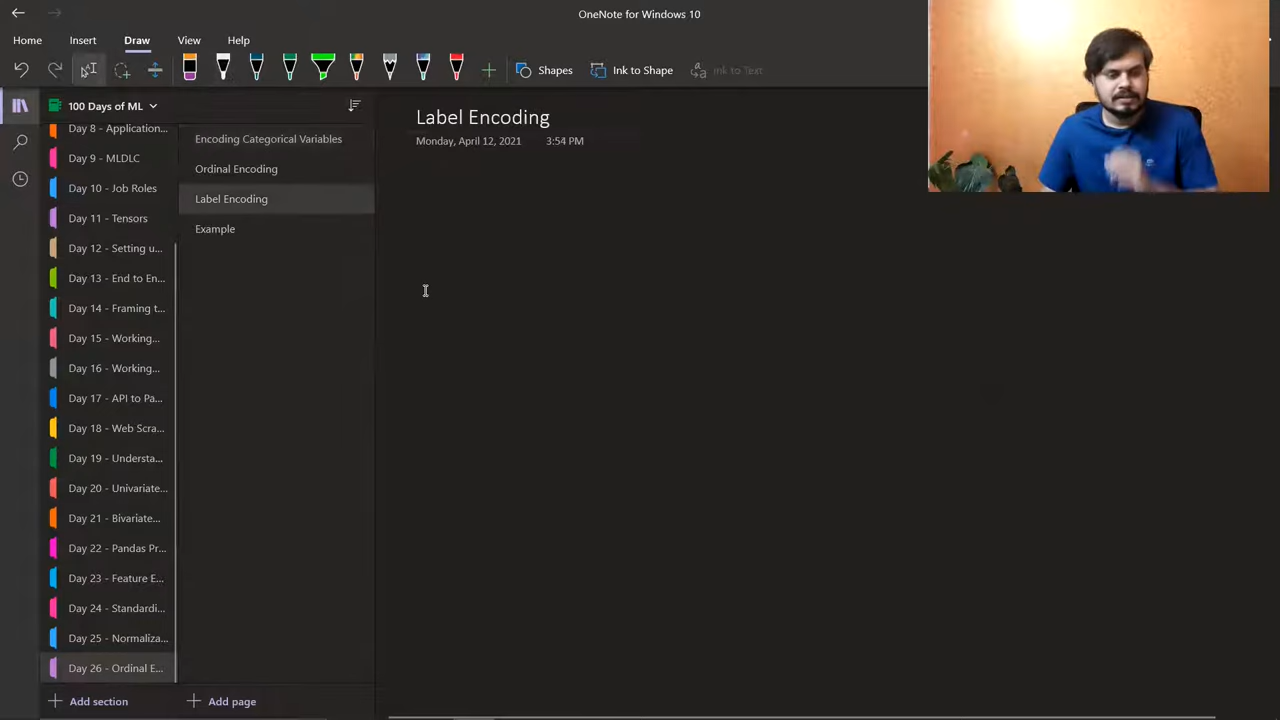 OneNote for Windows 10
Home Insert Draw View Help
Shapes Ink to Shape Ink to Text
100 Days of ML
Day 8 - Application...
Day 9 - MLDLC
Day 10 - Job Roles
Day 11 - Tensors
Day 12 - Setting u...
Day 13 - End to En...
Day 14 - Framing t...
Day 15 - Working...
Day 16 - Working...
Day 17 - API to Pa...
Day 18 - Web Scra...
Day 19 - Understa...
Day 20 - Univariate...
Day 21 - Bivariate...
Day 22 - Pandas Pr...
Day 23 - Feature E...
Day 24 - Standardi...
Day 25 - Normaliza...
Day 26 - Ordinal E...
Add section
Encoding Categorical Variables
Ordinal Encoding
Label Encoding
Example
Add page
Label Encoding
Monday, April 12, 2021 3:54 PM